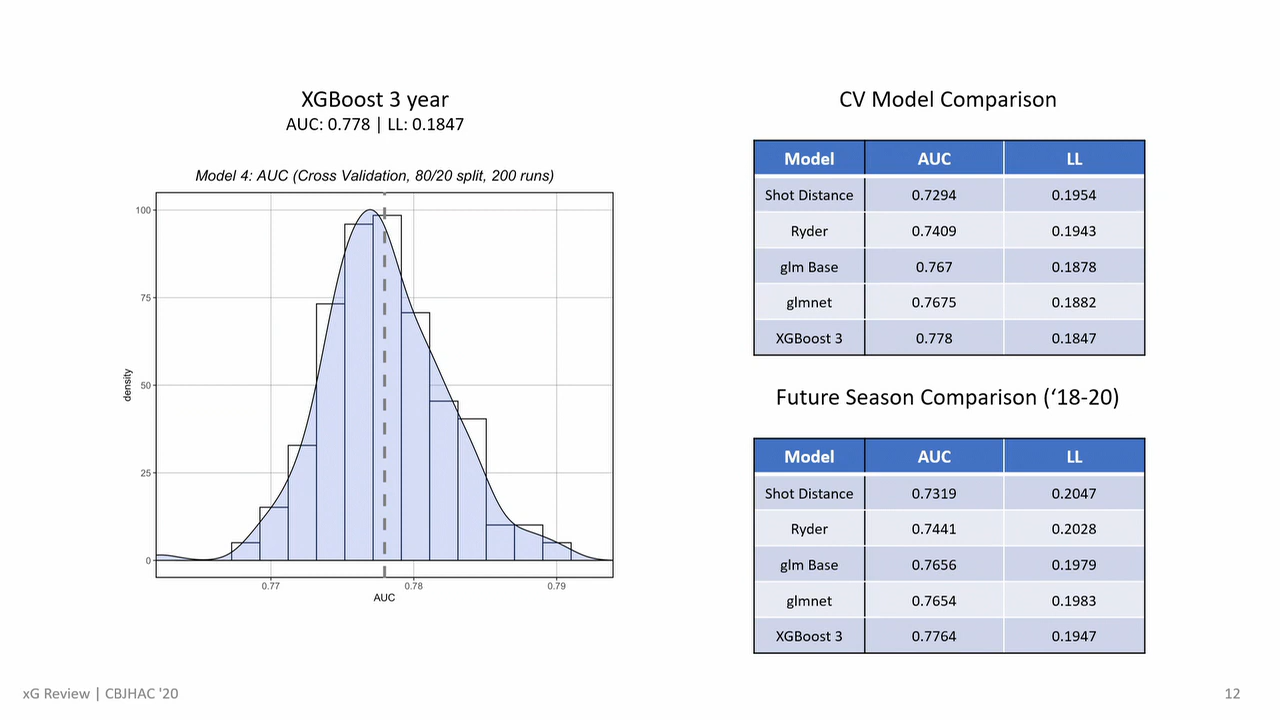 XGBoost 3 year
AUC: 0.778 | LL: 0.1847
Model 4: AUC (Cross Validation, 80/20 split, 200 runs)
density
100
75
50
25
0
0.77 0.78 0.79
AUC
CV Model Comparison
Model AUC LL
Shot Distance 0.7294 0.1954
Ryder 0.7409 0.1943
glm Base 0.767 0.1878
glmnet 0.7675 0.1882
XGBoost 3 0.778 0.1847
Future Season Comparison (‘18-20)
Model AUC LL
Shot Distance 0.7319 0.2047
Ryder 0.7441 0.2028
glm Base 0.7656 0.1979
glmnet 0.7654 0.1983
XGBoost 3 0.7764 0.1947
xG Review | CBJHAC '20
12